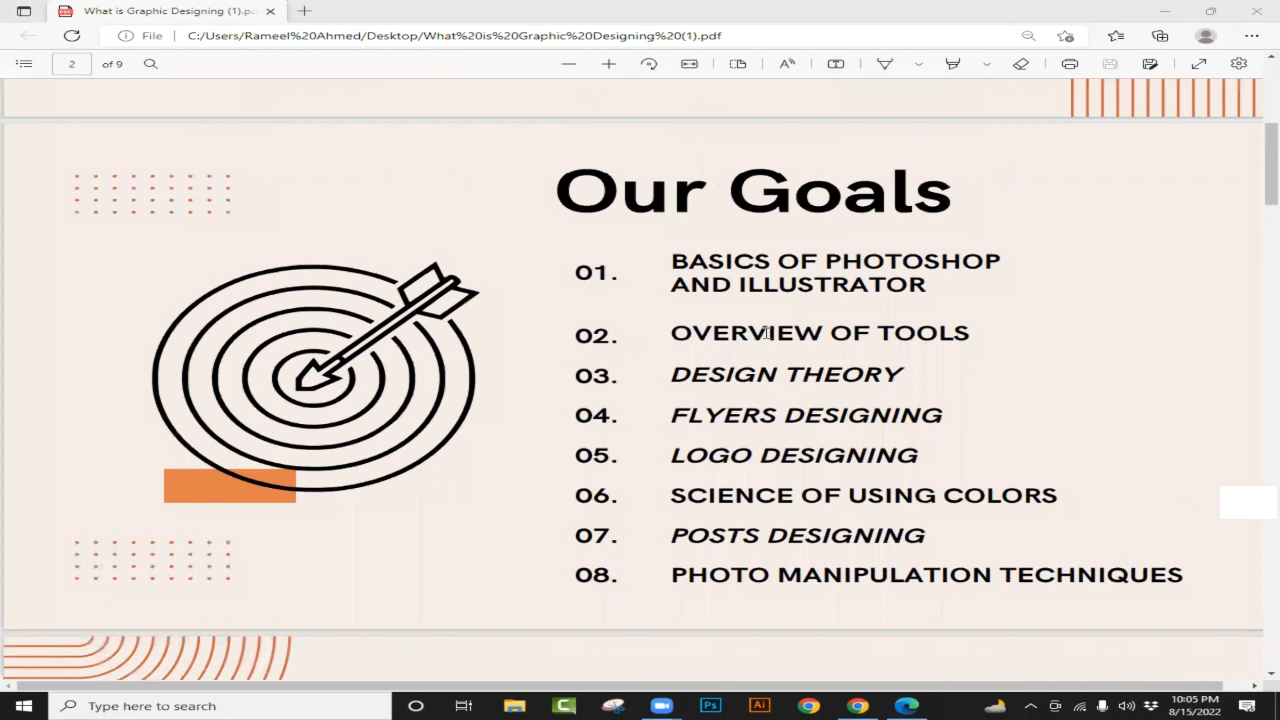 What is Graphic Designing (1).pd
File
C:/Users/Rameel%20Ahmed/Desktop/What%20is%20Graphic%20Designing%20(1).pdf
2 of 9
Our Goals
01. BASICS OF PHOTOSHOP
AND ILLUSTRATOR
02. OVERVIEW OF TOOLS
03. DESIGN THEORY
04. FLYERS DESIGNING
05. LOGO DESIGNING
06. SCIENCE OF USING COLORS
07. POSTS DESIGNING
08. PHOTO MANIPULATION TECHNIQUES
Type here to search
Ps
Ai
10:05 PM
8/15/2022